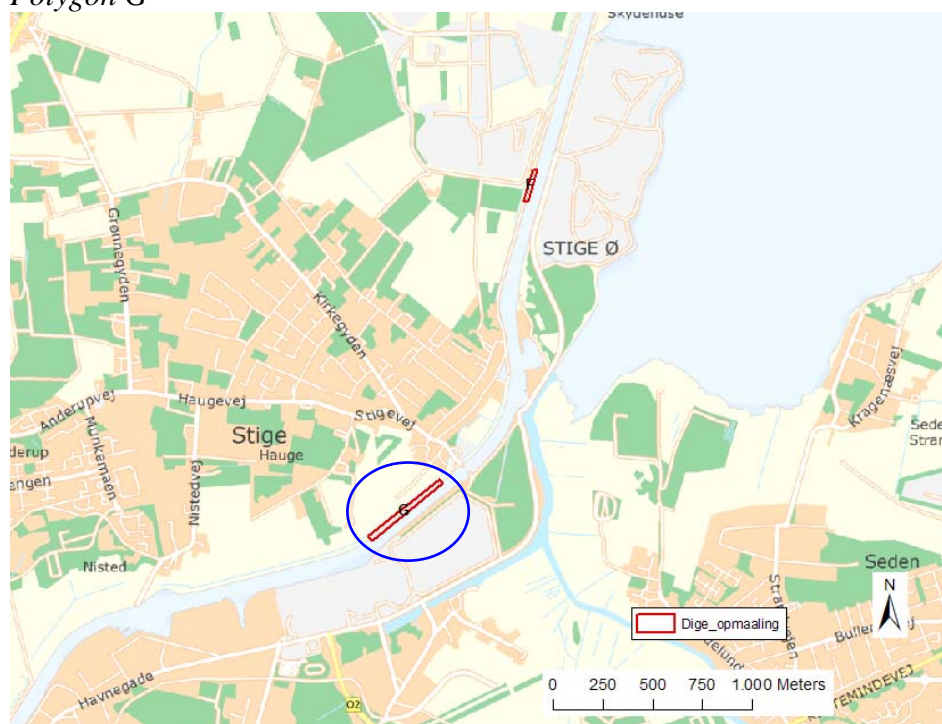 Polygon G
Skydehuse
F
STIGE Ø
Grønnegyden
Kirkegyden
Kragenæsvej
Anderupvej
Haugevej
Stigevej
Stige
Hauge
Munkemaen
Nistedvej
G
Nisted
Seden
N
Dige_opmaaling
Havnegade
O2
0 250 500 750 1.000 Meters